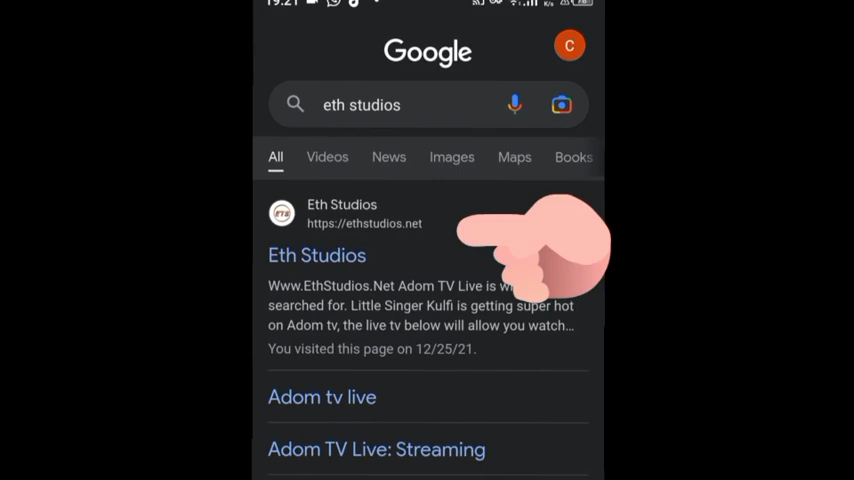 19:21
Google
C
eth studios
All Videos News Images Maps Books
ETS
Eth Studios
https://ethstudios.net
Eth Studios
Www.EthStudios.Net Adom TV Live is
searched for. Little Singer Kulfi is getting super hot
on Adom tv, the live tv below will allow you watch...
You visited this page on 12/25/21.
Adom tv live
Adom TV Live: Streaming